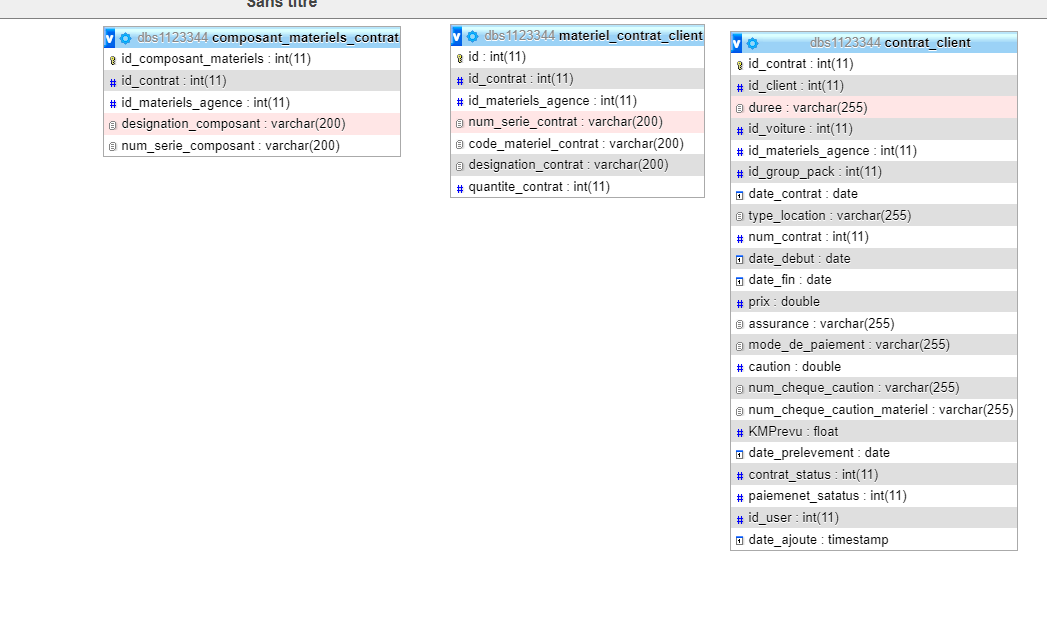 Sans titre
v dbs1123344 composant_materiels_contrat
id_composant_materiels : int(11)
# id_contrat : int(11)
# id_materiels_agence : int(11)
designation_composant : varchar(200)
num_serie_composant : varchar(200)
v dbs1123344 materiel_contrat_client
id : int(11)
# id_contrat : int(11)
# id_materiels_agence : int(11)
num_serie_contrat : varchar(200)
code_materiel_contrat : varchar(200)
designation_contrat : varchar(200)
# quantite_contrat : int(11)
v dbs1123344 contrat_client
id_contrat : int(11)
# id_client : int(11)
duree : varchar(255)
# id_voiture : int(11)
# id_materiels_agence : int(11)
# id_group_pack : int(11)
date_contrat : date
type_location : varchar(255)
# num_contrat : int(11)
date_debut : date
date_fin : date
# prix : double
assurance : varchar(255)
mode_de_paiement : varchar(255)
# caution : double
num_cheque_caution : varchar(255)
num_cheque_caution_materiel : varchar(255)
# KMPrevu : float
date_prelevement : date
# contrat_status : int(11)
# paiemenet_satatus : int(11)
# id_user : int(11)
date_ajoute : timestamp